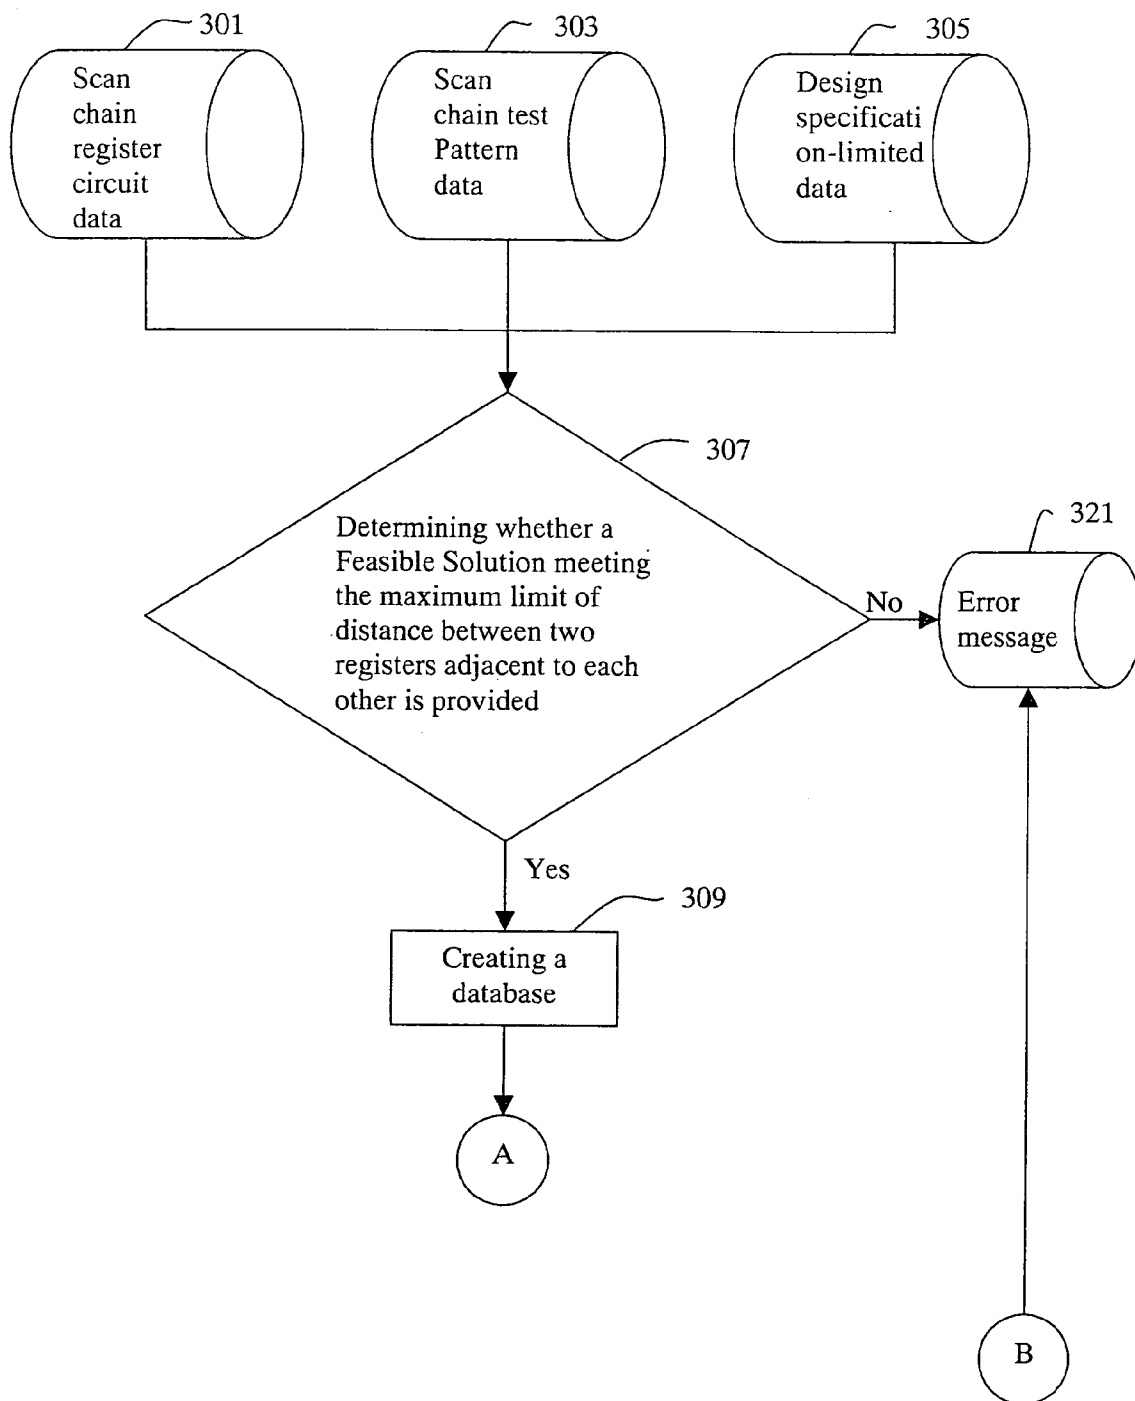 301
303
305
Scan
chain
register
circuit
data
Scan
chain test
Pattern
data
Design
specificati
on-limited
data
307
Determining whether a
Feasible Solution meeting
the maximum limit of
distance between two
registers adjacent to each
other is provided
321
No
Error
message
Yes
309
Creating a
database
A
B